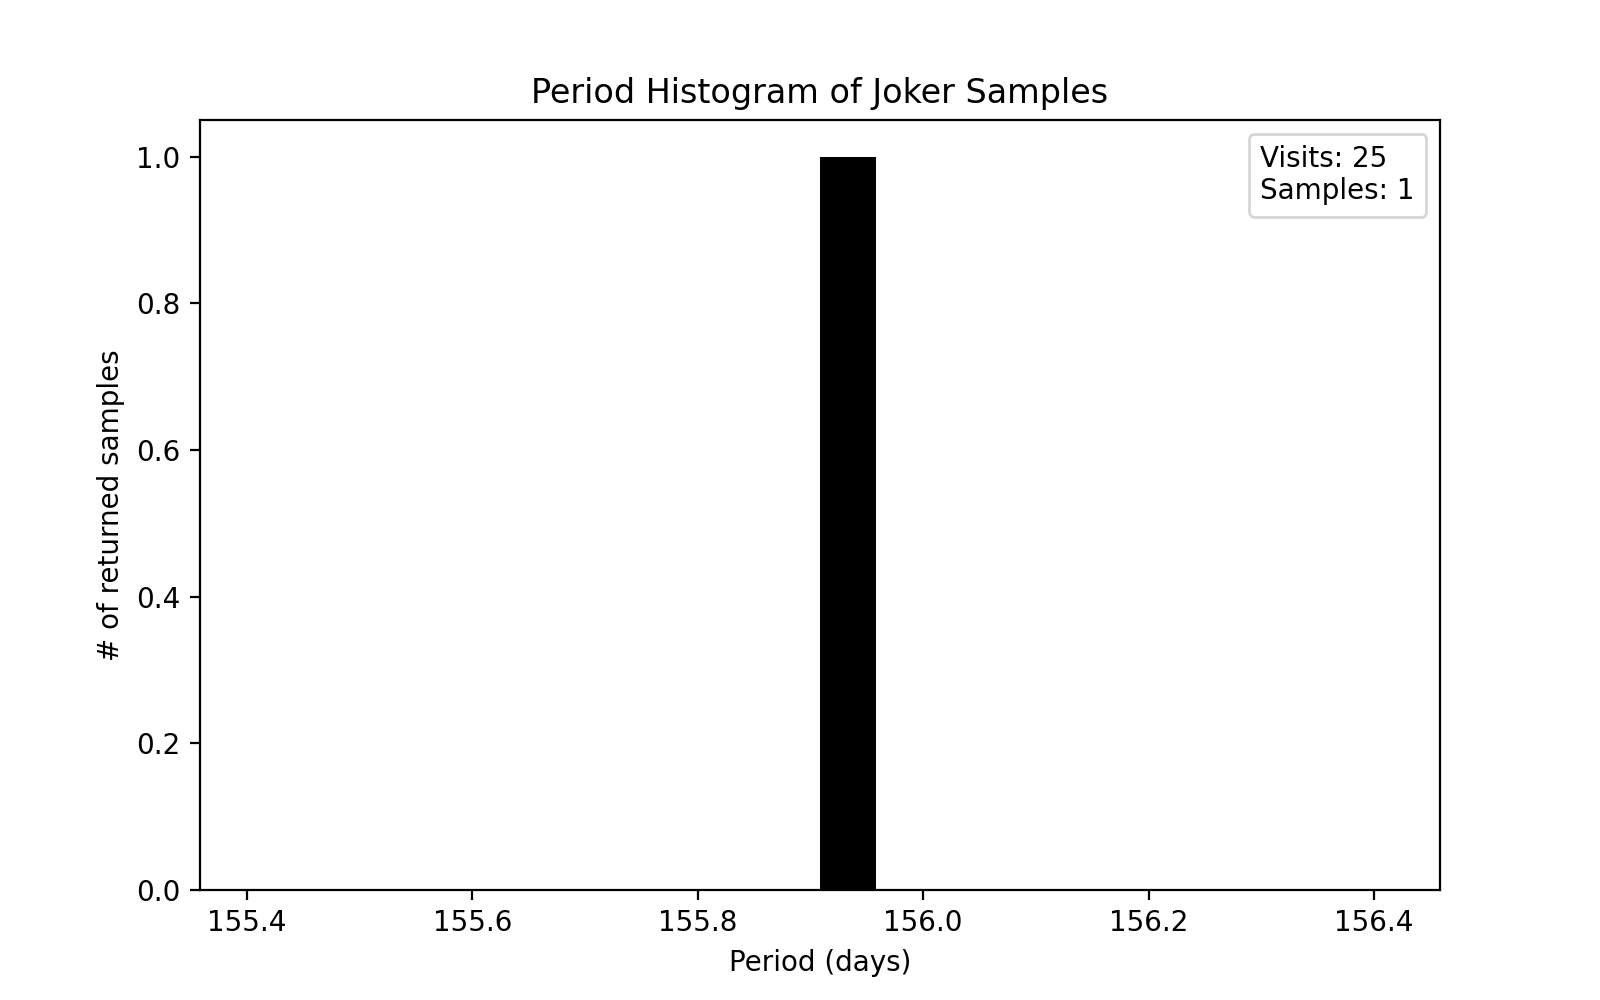 Period Histogram of Joker Samples
Visits: 25
Samples: 1
1.0
0.8
0.6
0.4
0.2
0.0
# of returned samples
155.4 155.6 155.8 156.0 156.2 156.4
Period (days)